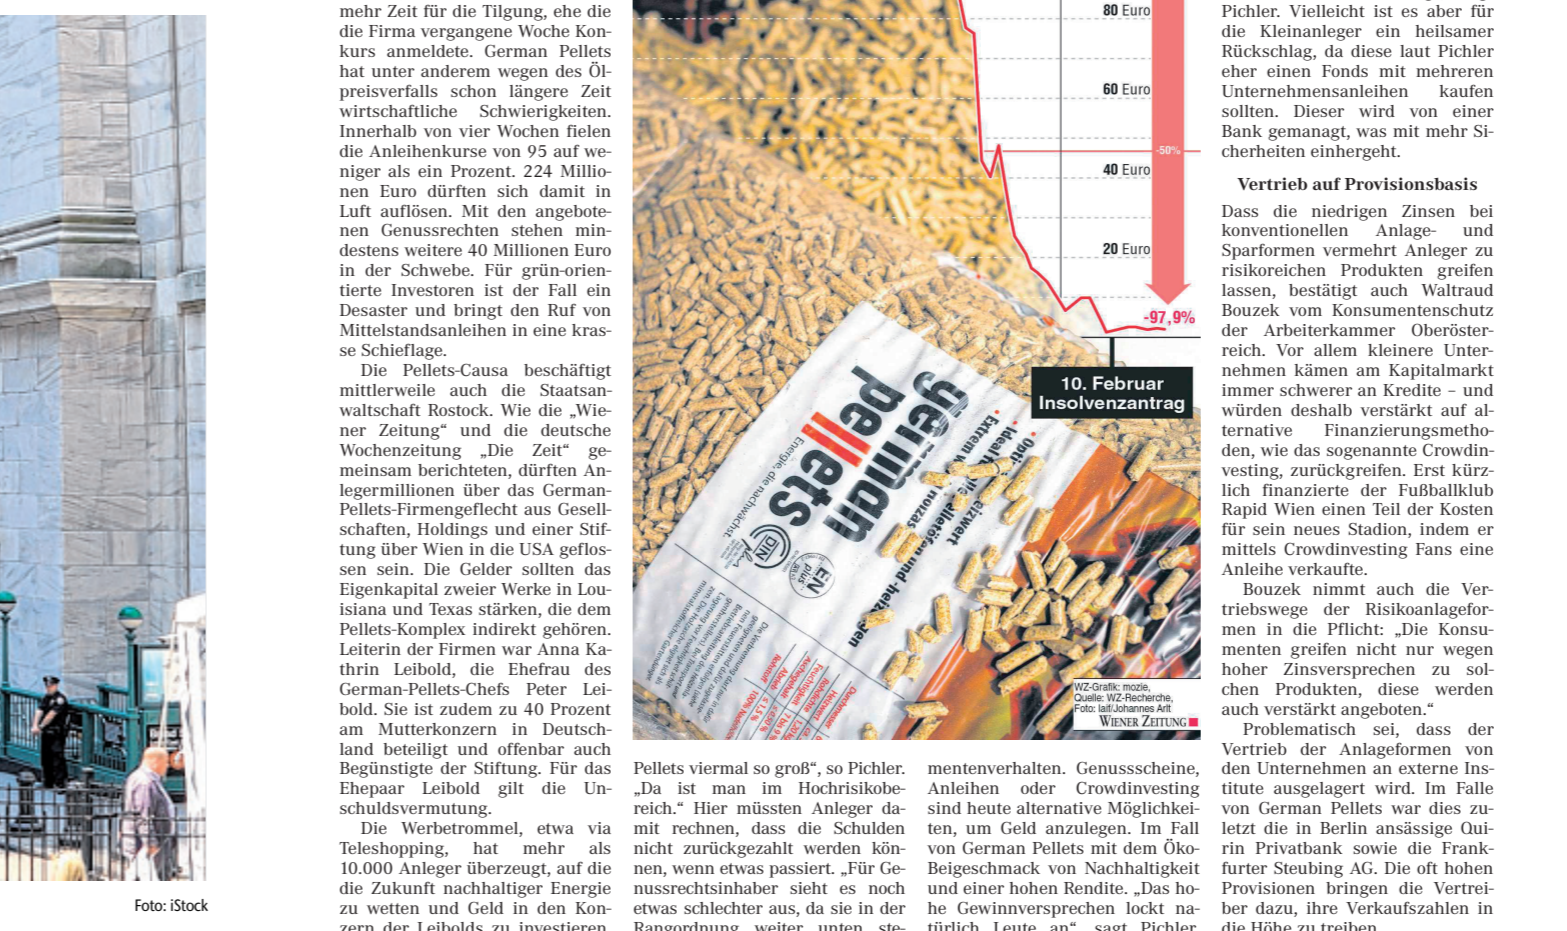 Foto: iStock
mehr Zeit für die Tilgung, ehe die
die Firma vergangene Woche Kon-
kurs anmeldete. German Pellets
hat unter anderem wegen des Öl-
preisverfalls schon längere Zeit
wirtschaftliche Schwierigkeiten.
Innerhalb von vier Wochen fielen
die Anleihenkurse von 95 auf we-
niger als ein Prozent. 224 Millio-
nen Euro dürften sich damit in
Luft auflösen. Mit den angebote-
nen Genussrechten stehen min-
destens weitere 40 Millionen Euro
in der Schwebe. Für grün-orien-
tierte Investoren ist der Fall ein
Desaster und bringt den Ruf von
Mittelstandsanleihen in eine kras-
se Schieflage.
Die Pellets-Causa beschäftigt
mittlerweile auch die Staatsan-
waltschaft Rostock. Wie die „Wie-
ner Zeitung“ und die deutsche
Wochenzeitung „Die Zeit“ ge-
meinsam berichteten, dürften An-
legermillionen über das German-
Pellets-Firmengeflecht aus Gesell-
schaften, Holdings und einer Stif-
tung über Wien in die USA geflos-
sen sein. Die Gelder sollten das
Eigenkapital zweier Werke in Lou-
isiana und Texas stärken, die dem
Pellets-Komplex indirekt gehören.
Leiterin der Firmen war Anna Ka-
thrin Leibold, die Ehefrau des
German-Pellets-Chefs Peter Lei-
bold. Sie ist zudem zu 40 Prozent
am Mutterkonzern in Deutsch-
land beteiligt und offenbar auch
Begünstigte der Stiftung. Für das
Ehepaar Leibold gilt die Un-
schuldsvermutung.
Die Werbetrommel, etwa via
Teleshopping, hat mehr als
10.000 Anleger überzeugt, auf die
die Zukunft nachhaltiger Energie
zu wetten und Geld in den Kon-
zern der Leibolds zu investieren.
80 Euro
60 Euro
-50%
40 Euro
20 Euro
-97,9%
10. Februar
Insolvenzantrag
german
pellets
Energie, die nachwächst.
DIN
EN
plus
WZ-Grafik: mozie,
Quelle: WZ-Recherche,
Foto: laif/Johannes Arlt
WIENER ZEITUNG
Pellets viermal so groß“, so Pichler.
„Da ist man im Hochrisikobe-
reich.“ Hier müssten Anleger da-
mit rechnen, dass die Schulden
nicht zurückgezahlt werden kön-
nen, wenn etwas passiert. „Für Ge-
nussrechtsinhaber sieht es noch
etwas schlechter aus, da sie in der
Rangordnung weiter unten ste-
mentenverhalten. Genussscheine,
Anleihen oder Crowdinvesting
sind heute alternative Möglichkei-
ten, um Geld anzulegen. Im Fall
von German Pellets mit dem Öko-
Beigeschmack von Nachhaltigkeit
und einer hohen Rendite. „Das ho-
he Gewinnversprechen lockt na-
türlich Leute an“, sagt Pichler.
Pichler. Vielleicht ist es aber für
die Kleinanleger ein heilsamer
Rückschlag, da diese laut Pichler
eher einen Fonds mit mehreren
Unternehmensanleihen kaufen
sollten. Dieser wird von einer
Bank gemanagt, was mit mehr Si-
cherheiten einhergeht.
Vertrieb auf Provisionsbasis
Dass die niedrigen Zinsen bei
konventionellen Anlage- und
Sparformen vermehrt Anleger zu
risikoreichen Produkten greifen
lassen, bestätigt auch Waltraud
Bouzek vom Konsumentenschutz
der Arbeiterkammer Oberöster-
reich. Vor allem kleinere Unter-
nehmen kämen am Kapitalmarkt
immer schwerer an Kredite – und
würden deshalb verstärkt auf al-
ternative Finanzierungsmetho-
den, wie das sogenannte Crowdin-
vesting, zurückgreifen. Erst kürz-
lich finanzierte der Fußballklub
Rapid Wien einen Teil der Kosten
für sein neues Stadion, indem er
mittels Crowdinvesting Fans eine
Anleihe verkaufte.
Bouzek nimmt auch die Ver-
triebswege der Risikoanlagefor-
men in die Pflicht: „Die Konsu-
menten greifen nicht nur wegen
hoher Zinsversprechen zu sol-
chen Produkten, diese werden
auch verstärkt angeboten.“
Problematisch sei, dass der
Vertrieb der Anlageformen von
den Unternehmen an externe Ins-
titute ausgelagert wird. Im Falle
von German Pellets war dies zu-
letzt die in Berlin ansässige Qui-
rin Privatbank sowie die Frank-
furter Steubing AG. Die oft hohen
Provisionen bringen die Vertrei-
ber dazu, ihre Verkaufszahlen in
die Höhe zu treiben.